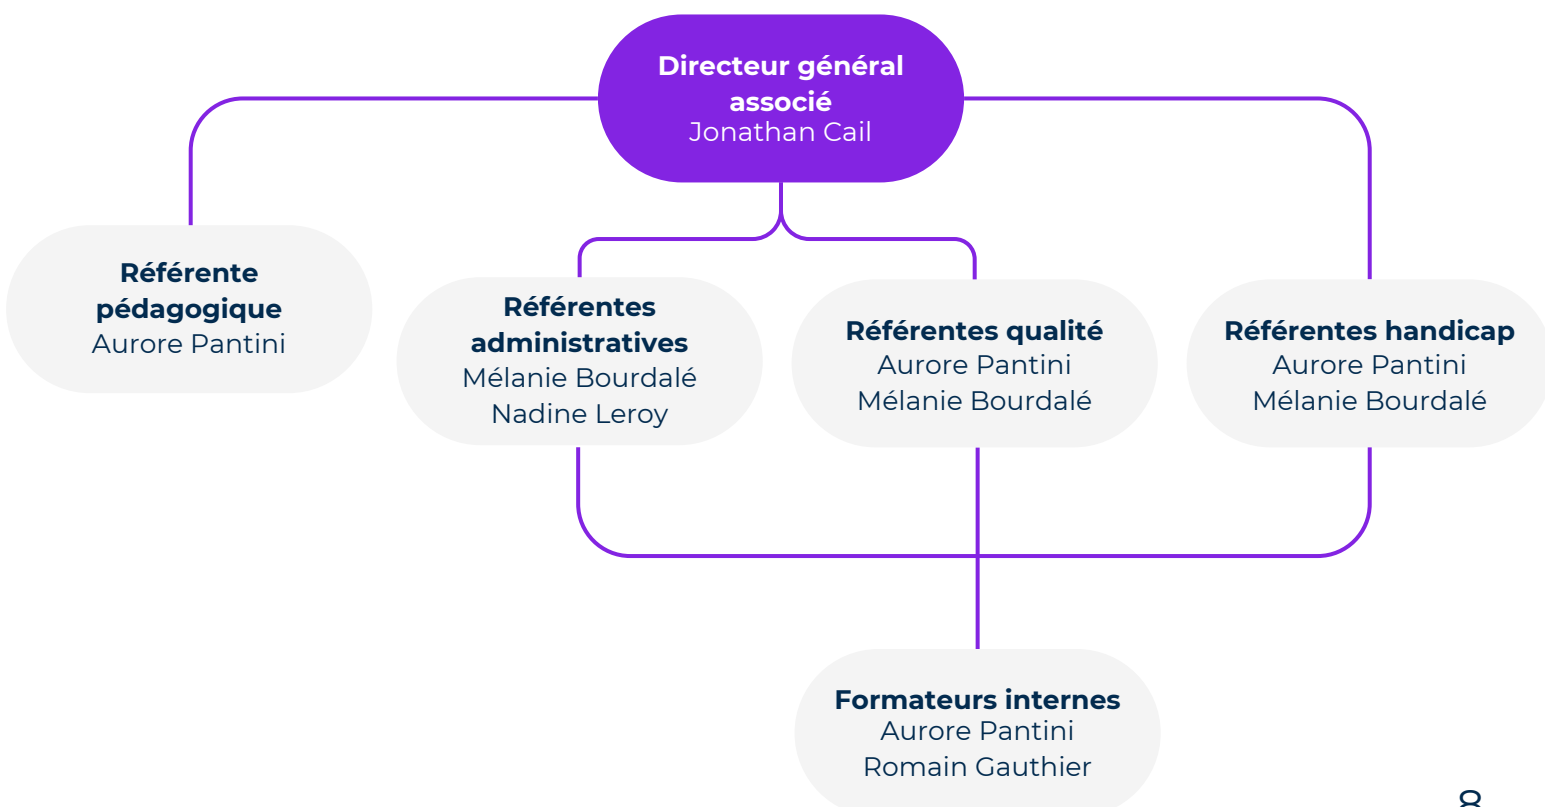 Directeur général
associé
Jonathan Cail
Référente
pédagogique
Aurore Pantini
Référentes
administratives
Mélanie Bourdalé
Nadine Leroy
Référentes qualité
Aurore Pantini
Mélanie Bourdalé
Référentes handicap
Aurore Pantini
Mélanie Bourdalé
Formateurs internes
Aurore Pantini
Romain Gauthier
8